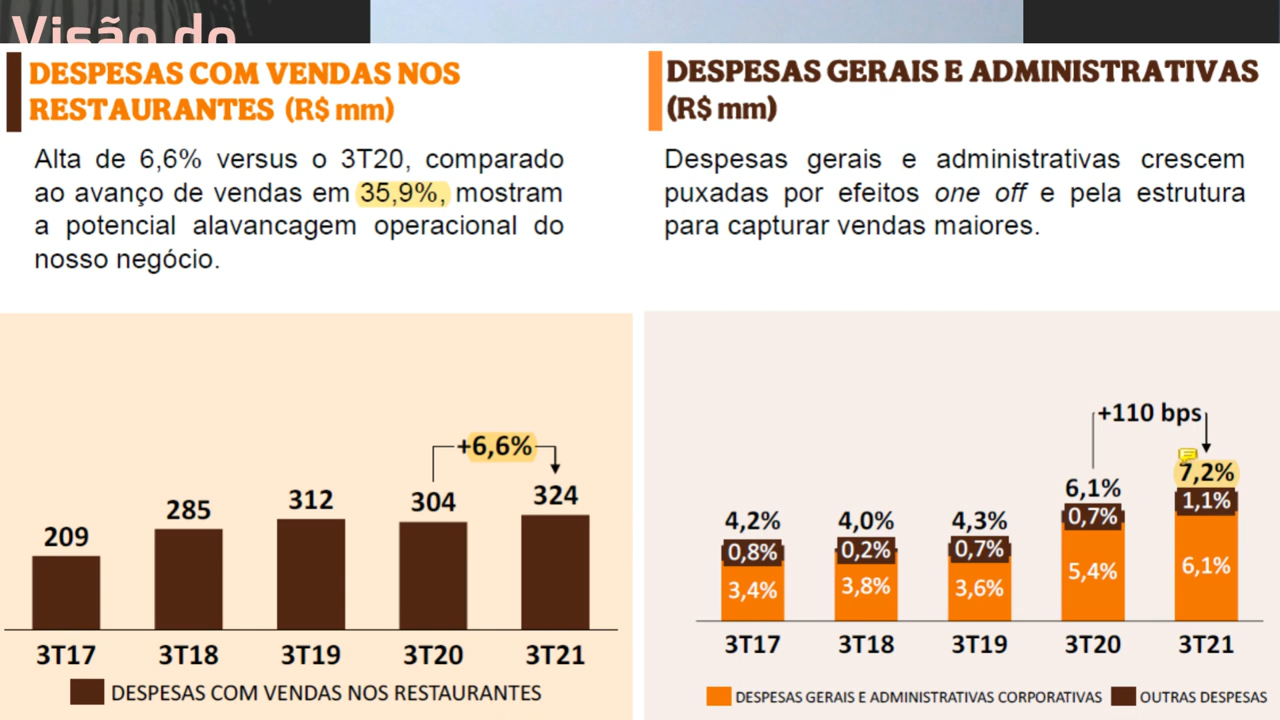 Visão do
DESPESAS COM VENDAS NOS
RESTAURANTES (R$ mm)
Alta de 6,6% versus o 3T20, comparado
ao avanço de vendas em 35,9%, mostram
a potencial alavancagem operacional do
nosso negócio.
+6,6%
209
285
312
304
324
3T17
3T18
3T19
3T20
3T21
DESPESAS COM VENDAS NOS RESTAURANTES
DESPESAS GERAIS E ADMINISTRATIVAS
(R$ mm)
Despesas gerais e administrativas crescem
puxadas por efeitos one off e pela estrutura
para capturar vendas maiores.
+110 bps
4,2%
4,0%
4,3%
6,1%
7,2%
0,8%
0,2%
0,7%
0,7%
1,1%
3,4%
3,8%
3,6%
5,4%
6,1%
3T17
3T18
3T19
3T20
3T21
DESPESAS GERAIS E ADMINISTRATIVAS CORPORATIVAS
OUTRAS DESPESAS